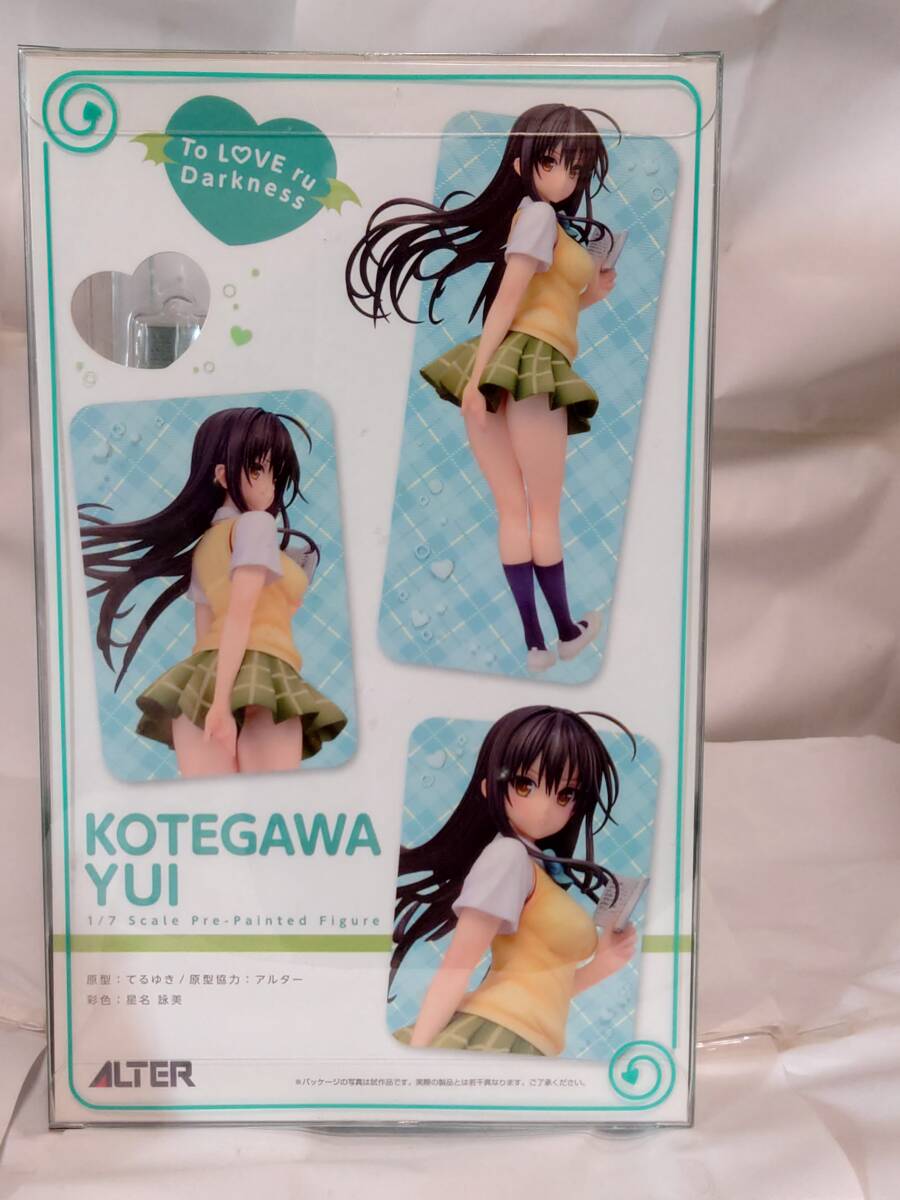 To L♡VE ru
Darkness
KOTEGAWA
YUI
1/7 Scale Pre-Painted Figure
原型：てるゆき / 原型協力：アルター
彩色：星名 詠美
ALTER
※パッケージの写真は試作品です。実際の製品とは若干異なります。ご了承ください。